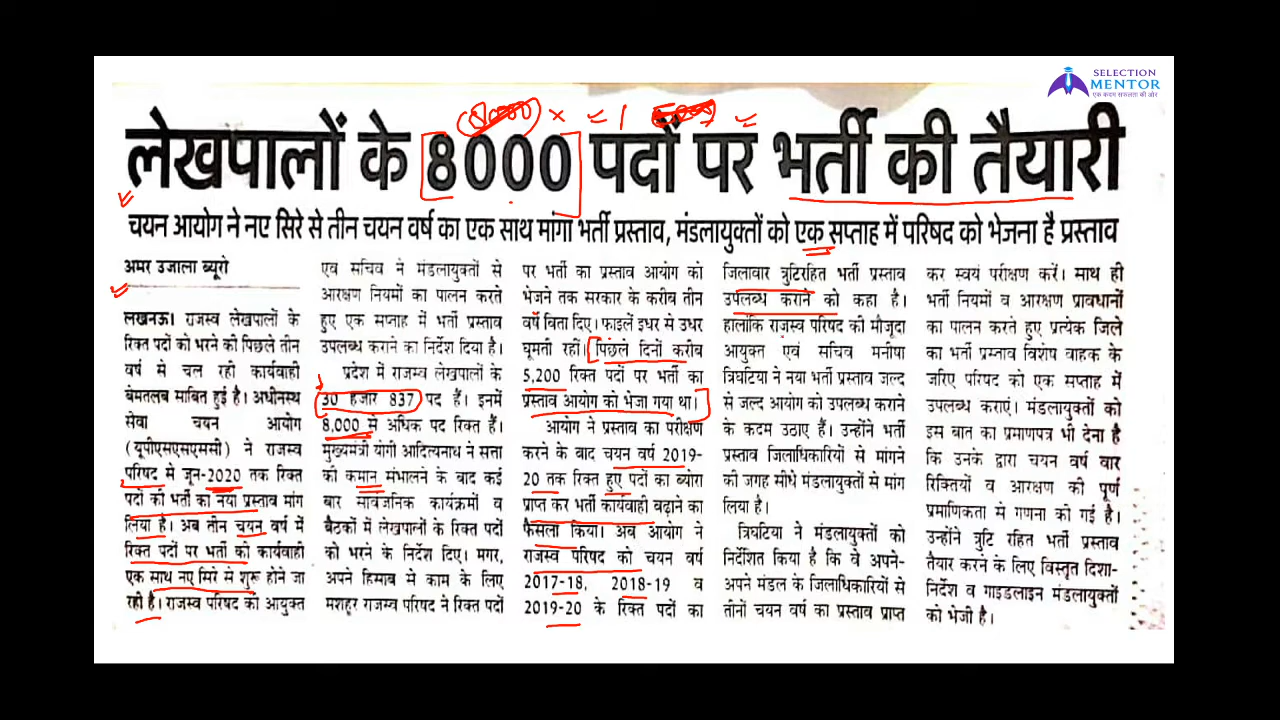 SELECTION
MENTOR
एक कदम सफलता की ओर
लेखपालों के 8000 पदों पर भर्ती की तैयारी
चयन आयोग ने नए सिरे से तीन चयन वर्ष का एक साथ मांगा भर्ती प्रस्ताव, मंडलायुक्तों को एक सप्ताह में परिषद को भेजना है प्रस्ताव
अमर उजाला ब्यूरो
लखनऊ। राजस्व लेखपालों के
रिक्त पदों को भरने की पिछले तीन
वर्ष से चल रही कार्यवाही
बेमतलब साबित हुई है। अधीनस्थ
सेवा चयन आयोग
(यूपीएसएसएससी) ने राजस्व
परिषद से जून-2020 तक रिक्त
पदों की भर्ती का नया प्रस्ताव मांग
लिया है। अब तीन चयन वर्ष में
रिक्त पदों पर भर्ती की कार्यवाही
एक साथ नए सिरे से शुरू होने जा
रही है। राजस्व परिषद की आयुक्त
एवं सचिव ने मंडलायुक्तों से
आरक्षण नियमों का पालन करते
हुए एक सप्ताह में भर्ती प्रस्ताव
उपलब्ध कराने का निर्देश दिया है।
प्रदेश में राजस्व लेखपालों के
30 हजार 837 पद हैं। इनमें
8,000 से अधिक पद रिक्त हैं।
मुख्यमंत्री योगी आदित्यनाथ ने सत्ता
की कमान संभालने के बाद कई
बार सार्वजनिक कार्यक्रमों व
बैठकों में लेखपालों के रिक्त पदों
को भरने के निर्देश दिए। मगर,
अपने हिसाब से काम के लिए
मशहूर राजस्व परिषद ने रिक्त पदों
पर भर्ती का प्रस्ताव आयोग को
भेजने तक सरकार के करीब तीन
वर्ष बिता दिए। फाइलें इधर से उधर
घूमती रहीं। पिछले दिनों करीब
5,200 रिक्त पदों पर भर्ती का
प्रस्ताव आयोग को भेजा गया था।
आयोग ने प्रस्ताव का परीक्षण
करने के बाद चयन वर्ष 2019-
20 तक रिक्त हुए पदों का ब्योरा
प्राप्त कर भर्ती कार्यवाही बढ़ाने का
फैसला किया। अब आयोग ने
राजस्व परिषद को चयन वर्ष
2017-18, 2018-19 व
2019-20 के रिक्त पदों का
जिलावार त्रुटिरहित भर्ती प्रस्ताव
उपलब्ध कराने को कहा है।
हालांकि राजस्व परिषद की मौजूदा
आयुक्त एवं सचिव मनीषा
त्रिघटिया ने नया भर्ती प्रस्ताव जल्द
से जल्द आयोग को उपलब्ध कराने
के कदम उठाए हैं। उन्होंने भर्ती
प्रस्ताव जिलाधिकारियों से मांगने
की जगह सीधे मंडलायुक्तों से मांग
लिया है।
त्रिघटिया ने मंडलायुक्तों को
निर्देशित किया है कि वे अपने-
अपने मंडल के जिलाधिकारियों से
तीनों चयन वर्ष का प्रस्ताव प्राप्त
कर स्वयं परीक्षण करें। साथ ही
भर्ती नियमों व आरक्षण प्रावधानों
का पालन करते हुए प्रत्येक जिले
का भर्ती प्रस्ताव विशेष वाहक के
जरिए परिषद को एक सप्ताह में
उपलब्ध कराएं। मंडलायुक्तों को
इस बात का प्रमाणपत्र भी देना है
कि उनके द्वारा चयन वर्ष वार
रिक्तियों व आरक्षण की पूर्ण
प्रमाणिकता से गणना की गई है।
उन्होंने त्रुटि रहित भर्ती प्रस्ताव
तैयार करने के लिए विस्तृत दिशा-
निर्देश व गाइडलाइन मंडलायुक्तों
को भेजी है।